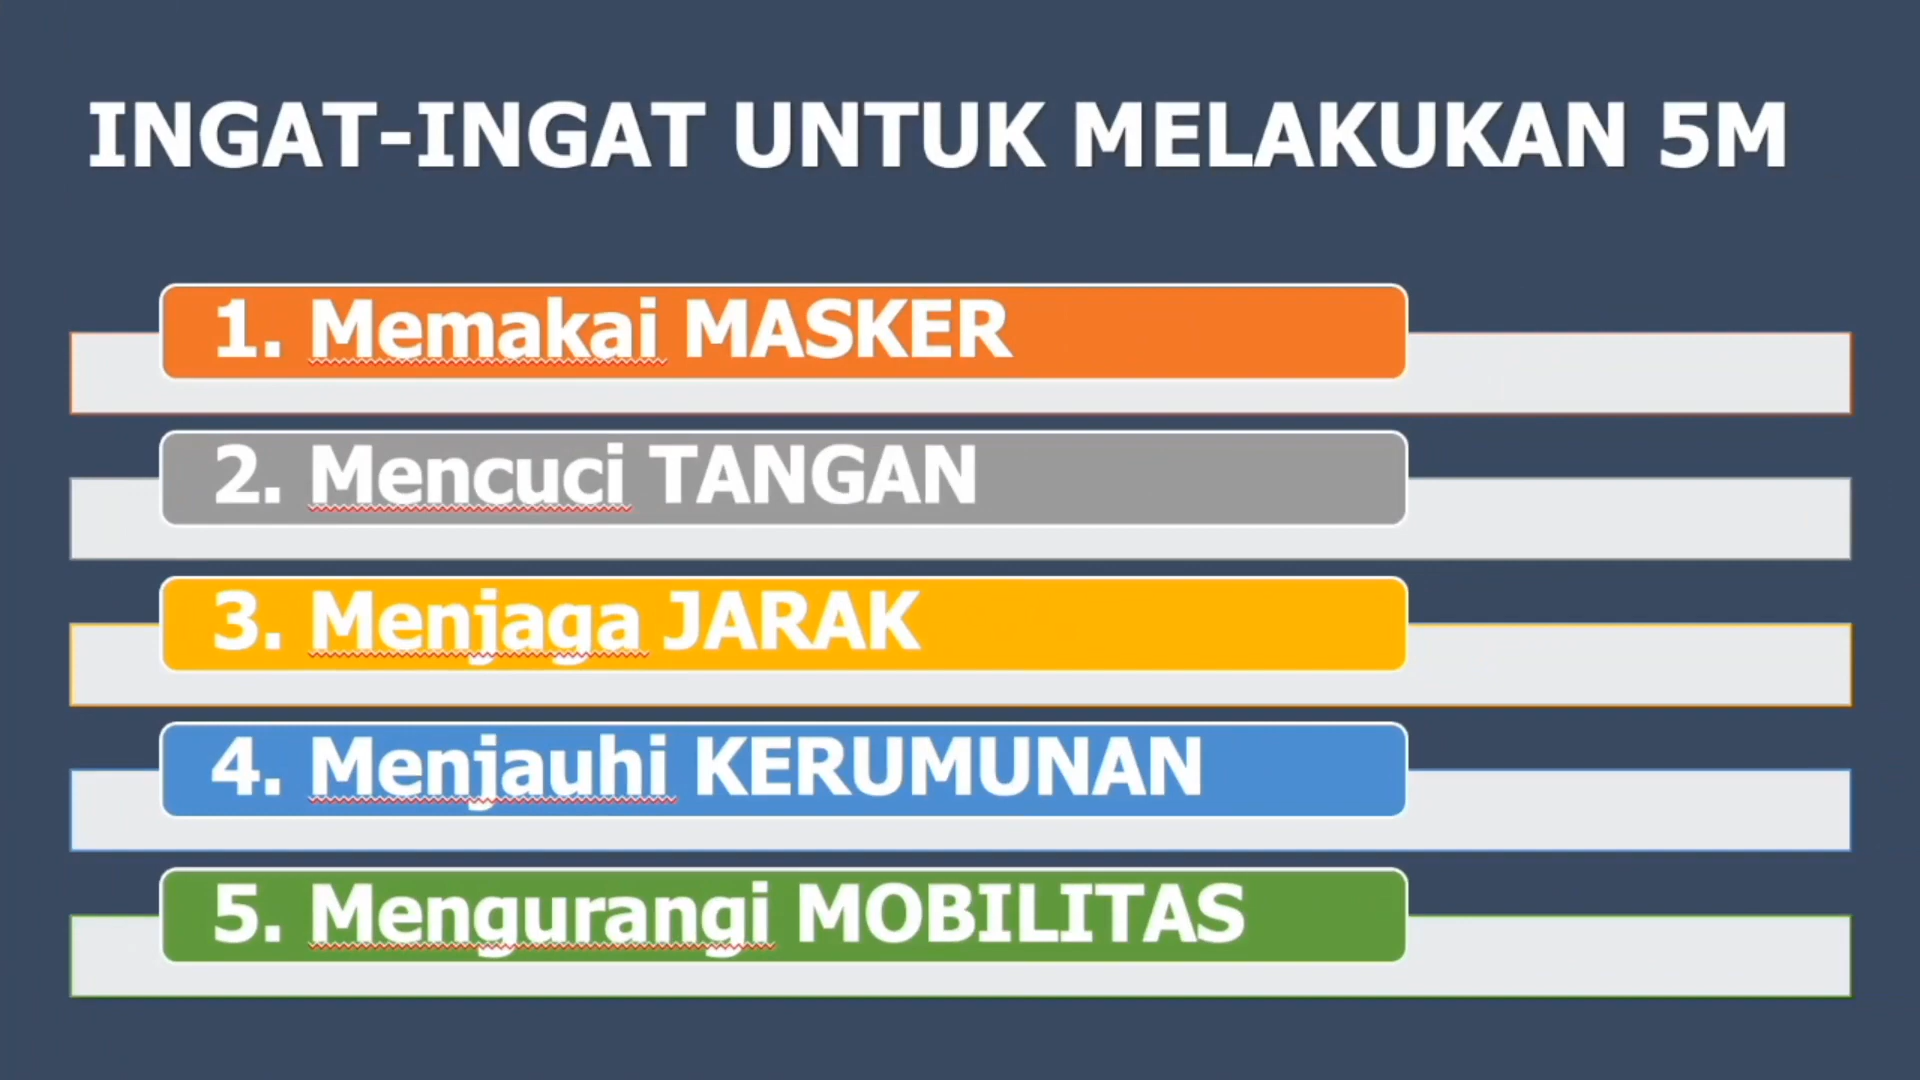 INGAT-INGAT UNTUK MELAKUKAN 5M
1. Memakai MASKER
2. Mencuci TANGAN
3. Menjaga JARAK
4. Menjauhi KERUMUNAN
5. Mengurangi MOBILITAS